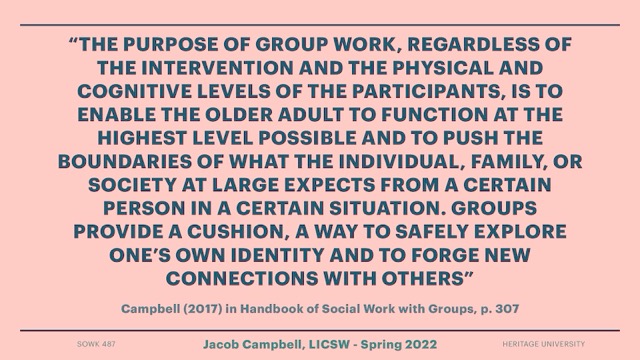 “THE PURPOSE OF GROUP WORK, REGARDLESS OF
THE INTERVENTION AND THE PHYSICAL AND
COGNITIVE LEVELS OF THE PARTICIPANTS, IS TO
ENABLE THE OLDER ADULT TO FUNCTION AT THE
HIGHEST LEVEL POSSIBLE AND TO PUSH THE
BOUNDARIES OF WHAT THE INDIVIDUAL, FAMILY, OR
SOCIETY AT LARGE EXPECTS FROM A CERTAIN
PERSON IN A CERTAIN SITUATION. GROUPS
PROVIDE A CUSHION, A WAY TO SAFELY EXPLORE
ONE’S OWN IDENTITY AND TO FORGE NEW
CONNECTIONS WITH OTHERS”
Campbell (2017) in Handbook of Social Work with Groups, p. 307
SOWK 487
Jacob Campbell, LICSW - Spring 2022
HERITAGE UNIVERSITY